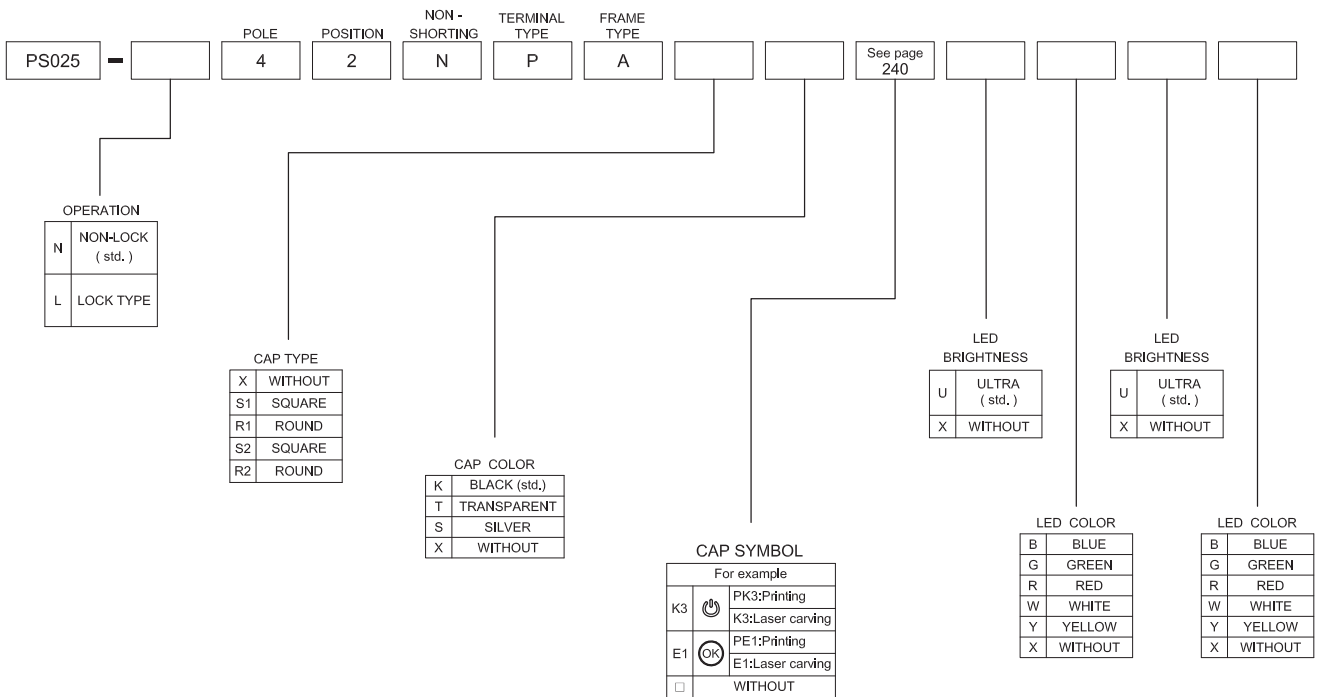 NON -
SHORTING
TERMINAL
TYPE
FRAME
TYPE
POLE
POSITION
PS025 - 4 2 N P A See page
240
OPERATION
N NON-LOCK
( std. )
L LOCK TYPE
CAP TYPE
X WITHOUT
S1 SQUARE
R1 ROUND
S2 SQUARE
R2 ROUND
CAP COLOR
K BLACK (std.)
T TRANSPARENT
S SILVER
X WITHOUT
CAP SYMBOL
For example
K3 PK3:Printing
K3:Laser carving
E1 OK PE1:Printing
E1:Laser carving
□ WITHOUT
LED
BRIGHTNESS
U ULTRA
( std. )
X WITHOUT
LED COLOR
B BLUE
G GREEN
R RED
W WHITE
Y YELLOW
X WITHOUT
LED
BRIGHTNESS
U ULTRA
( std. )
X WITHOUT
LED COLOR
B BLUE
G GREEN
R RED
W WHITE
Y YELLOW
X WITHOUT